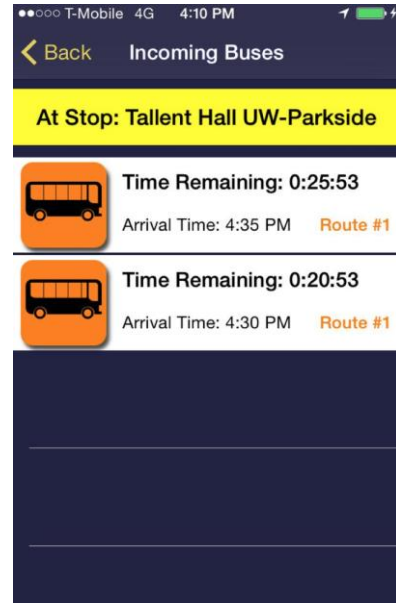 T-Mobile 4G 4:10 PM
Back Incoming Buses
At Stop: Tallent Hall UW-Parkside
Time Remaining: 0:25:53
Arrival Time: 4:35 PM Route #1
Time Remaining: 0:20:53
Arrival Time: 4:30 PM Route #1